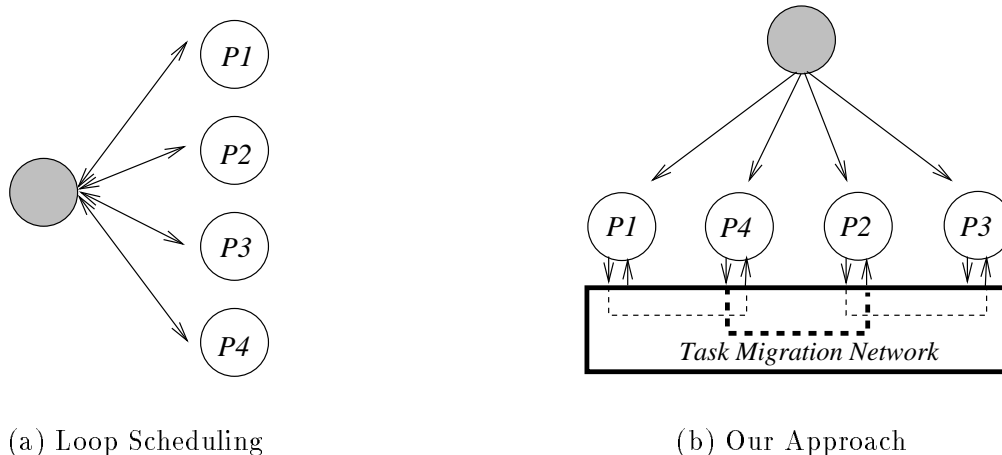 P1
P2
P3
P4
(a) Loop Scheduling
P1 P4 P2 P3
Task Migration Network
(b) Our Approach